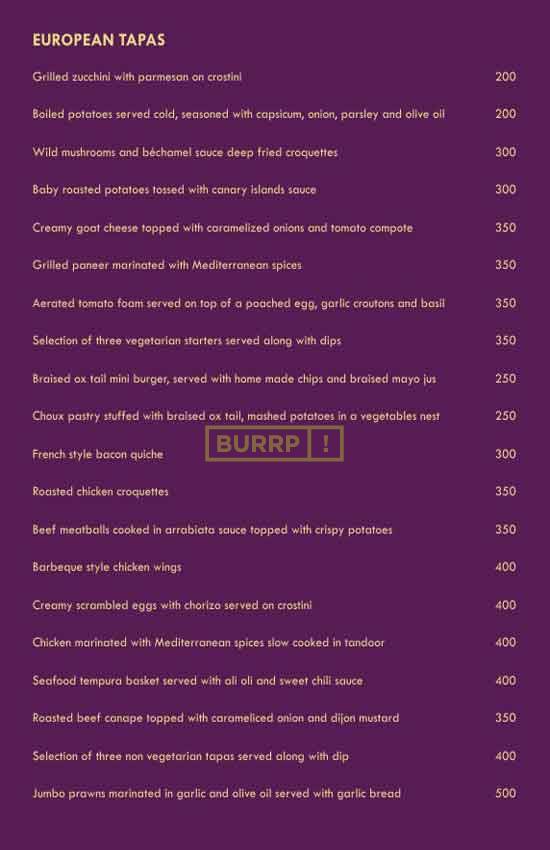 EUROPEAN TAPAS
Grilled zucchini with parmesan on crostini 200
Boiled potatoes served cold, seasoned with capsicum, onion, parsley and olive oil 200
Wild mushrooms and béchamel sauce deep fried croquettes 300
Baby roasted potatoes tossed with canary islands sauce 300
Creamy goat cheese topped with caramelized onions and tomato compote 350
Grilled paneer marinated with Mediterranean spices 350
Aerated tomato foam served on top of a poached egg, garlic croutons and basil 350
Selection of three vegetarian starters served along with dips 350
Braised ox tail mini burger, served with home made chips and braised mayo jus 250
Choux pastry stuffed with braised ox tail, mashed potatoes in a vegetables nest 250
BURRP !
French style bacon quiche 300
Roasted chicken croquettes 350
Beef meatballs cooked in arrabiata sauce topped with crispy potatoes 350
Barbeque style chicken wings 400
Creamy scrambled eggs with chorizo served on crostini 400
Chicken marinated with Mediterranean spices slow cooked in tandoor 400
Seafood tempura basket served with ali oli and sweet chili sauce 400
Roasted beef canape topped with carameliced onion and dijon mustard 350
Selection of three non vegetarian tapas served along with dip 400
Jumbo prawns marinated in garlic and olive oil served with garlic bread 500